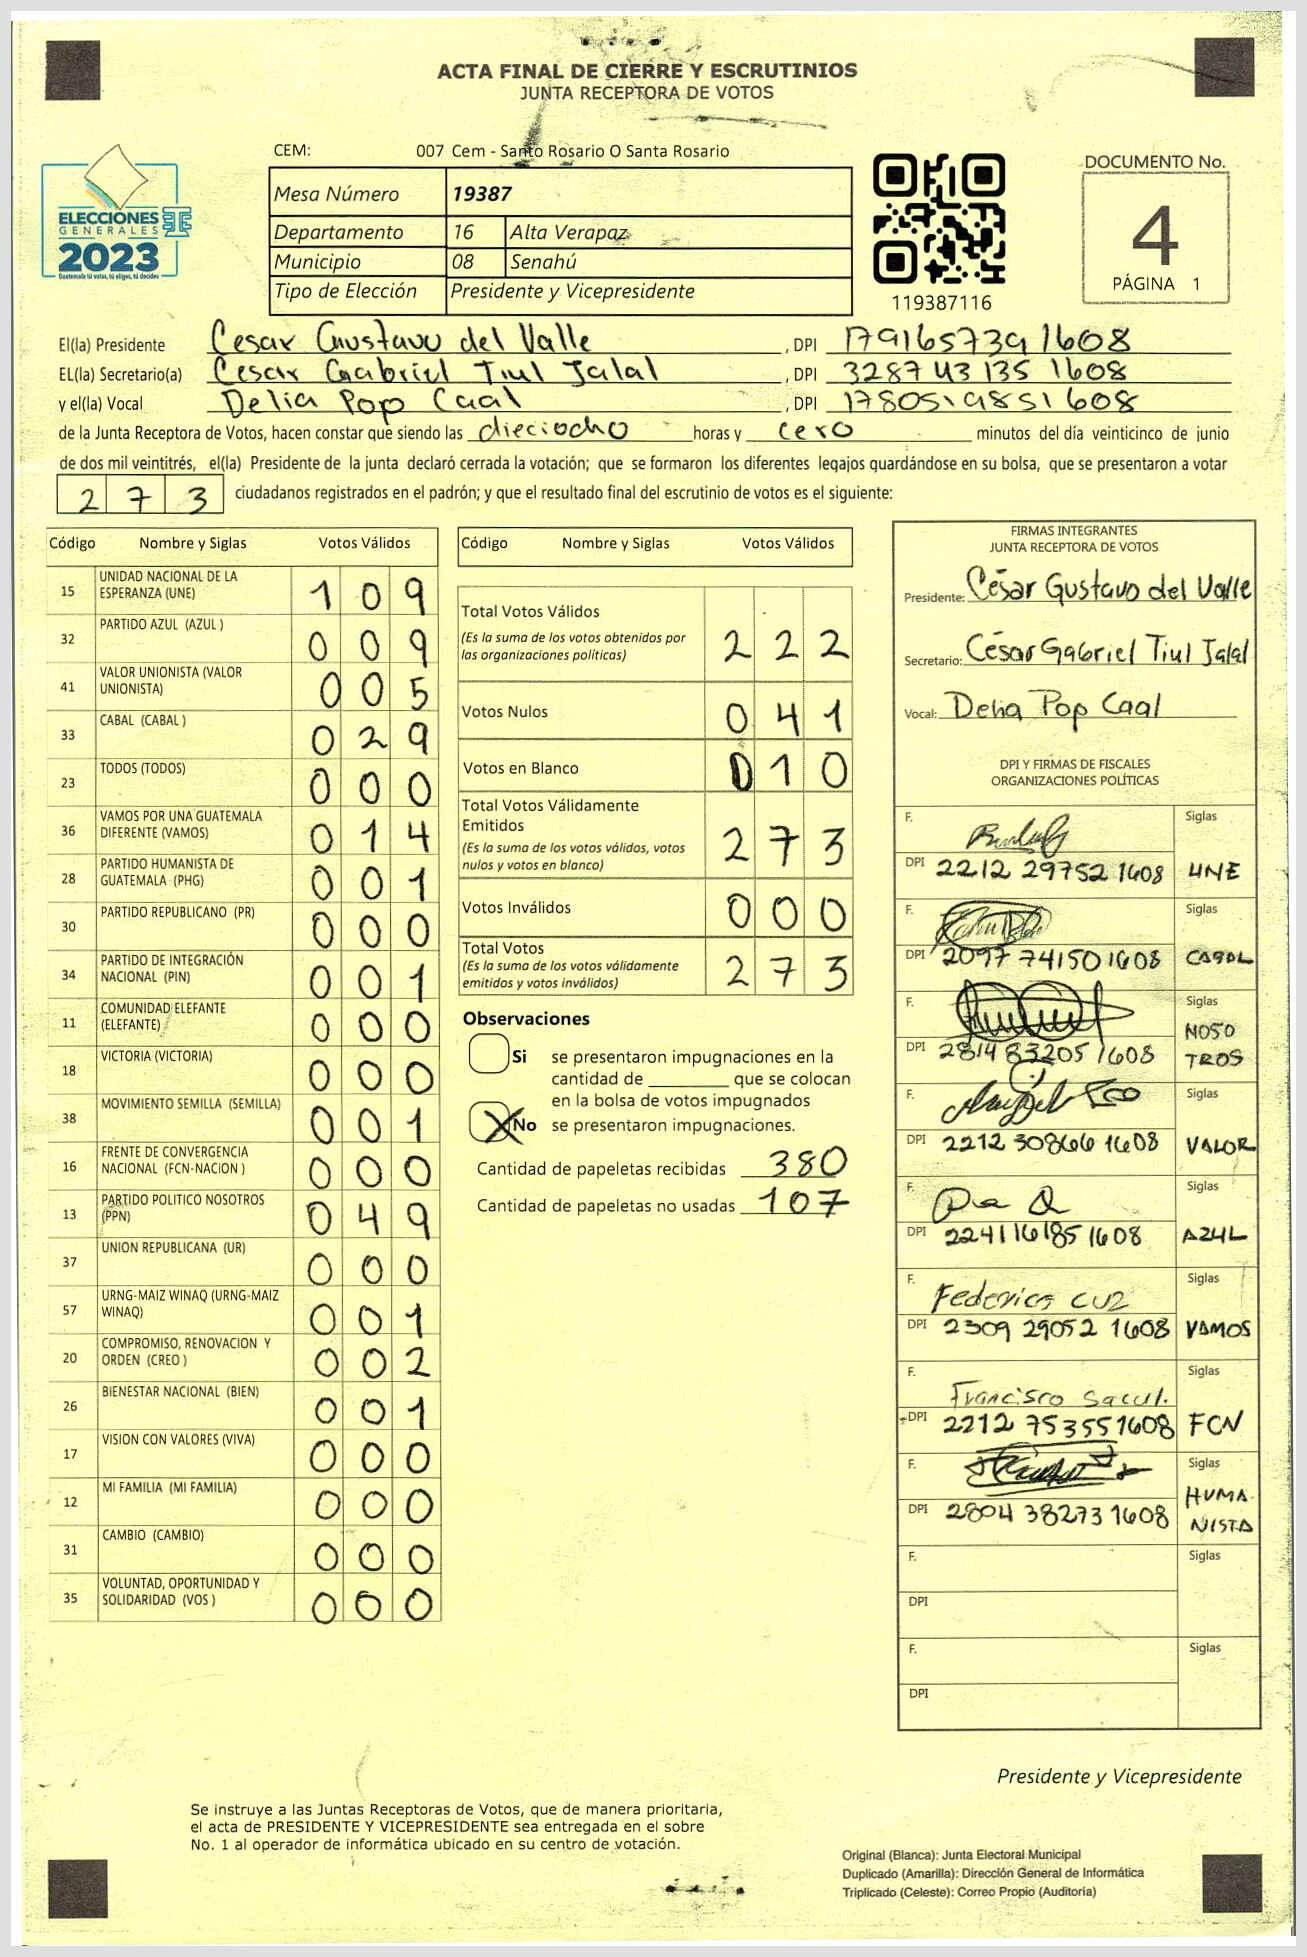 ACTA FINAL DE CIERRE Y ESCRUTINIOS
JUNTA RECEPTORA DE VOTOS
CEM: 007 Cem - Santo Rosario O Santa Rosario
ELECCIONES
GENERALES
2023
Guatemala tú votas, tú eliges, tú decides
Mesa Número 19387
Departamento 16 Alta Verapaz
Municipio 08 Senahú
Tipo de Elección Presidente y Vicepresidente
119387116
DOCUMENTO No.
4
PÁGINA 1
El(la) Presidente Cesar Gustavo del Valle , DPI 1791657391608
EL(la) Secretario(a) Cesar Gabriel Tiul Jalal , DPI 3287 43135 1608
y el(la) Vocal Delia Pop Caal , DPI 1780519851608
de la Junta Receptora de Votos, hacen constar que siendo las dieciocho horas y cero minutos del día veinticinco de junio
de dos mil veintitrés, el(la) Presidente de la junta declaró cerrada la votación; que se formaron los diferentes legajos guardándose en su bolsa, que se presentaron a votar
2 7 3 ciudadanos registrados en el padrón; y que el resultado final del escrutinio de votos es el siguiente:
Código Nombre y Siglas Votos Válidos
15 UNIDAD NACIONAL DE LA ESPERANZA (UNE) 1 0 9
32 PARTIDO AZUL (AZUL ) 0 0 9
41 VALOR UNIONISTA (VALOR UNIONISTA) 0 0 5
33 CABAL (CABAL ) 0 2 9
23 TODOS (TODOS) 0 0 0
36 VAMOS POR UNA GUATEMALA DIFERENTE (VAMOS) 0 1 4
28 PARTIDO HUMANISTA DE GUATEMALA (PHG) 0 0 1
30 PARTIDO REPUBLICANO (PR) 0 0 0
34 PARTIDO DE INTEGRACIÓN NACIONAL (PIN) 0 0 1
11 COMUNIDAD ELEFANTE (ELEFANTE) 0 0 0
18 VICTORIA (VICTORIA) 0 0 0
38 MOVIMIENTO SEMILLA (SEMILLA) 0 0 1
16 FRENTE DE CONVERGENCIA NACIONAL (FCN-NACION ) 0 0 0
13 PARTIDO POLITICO NOSOTROS (PPN) 0 4 9
37 UNION REPUBLICANA (UR) 0 0 0
57 URNG-MAIZ WINAQ (URNG-MAIZ WINAQ) 0 0 1
20 COMPROMISO, RENOVACION Y ORDEN (CREO ) 0 0 2
26 BIENESTAR NACIONAL (BIEN) 0 0 1
17 VISION CON VALORES (VIVA) 0 0 0
12 MI FAMILIA (MI FAMILIA) 0 0 0
31 CAMBIO (CAMBIO) 0 0 0
35 VOLUNTAD, OPORTUNIDAD Y SOLIDARIDAD (VOS ) 0 0 0
Código Nombre y Siglas Votos Válidos
Total Votos Válidos
(Es la suma de los votos obtenidos por
las organizaciones políticas) 2 2 2
Votos Nulos 0 4 1
Votos en Blanco 0 1 0
Total Votos Válidamente
Emitidos
(Es la suma de los votos válidos, votos
nulos y votos en blanco) 2 7 3
Votos Inválidos 0 0 0
Total Votos
(Es la suma de los votos válidamente
emitidos y votos inválidos) 2 7 3
Observaciones
Si se presentaron impugnaciones en la
cantidad de ________ que se colocan
en la bolsa de votos impugnados
No se presentaron impugnaciones.
Cantidad de papeletas recibidas 380
Cantidad de papeletas no usadas 107
FIRMAS INTEGRANTES
JUNTA RECEPTORA DE VOTOS
Presidente: César Gustavo del Valle
Secretario: César Gabriel Tiul Jalal
Vocal: Delia Pop Caal
DPI Y FIRMAS DE FISCALES
ORGANIZACIONES POLÍTICAS
F. Siglas
DPI 2212 29752 1608 UNE
F. Siglas
DPI 2097 741501608 CABAL
F. Siglas
DPI 2814 83205 1608 NOSO
TROS
F. Siglas
DPI 2212 30866 1608 VALOR
F. Siglas
DPI 2241161851608 AZUL
F. Federico Cuz Siglas
DPI 2309 29052 1608 VAMOS
F. Francisco Sacul. Siglas
DPI 2212 753551608 FCN
F. Siglas
DPI 2804 38273 1608 HUMA-
NISTA
F. Siglas
DPI
F. Siglas
DPI
Presidente y Vicepresidente
Se instruye a las Juntas Receptoras de Votos, que de manera prioritaria,
el acta de PRESIDENTE Y VICEPRESIDENTE sea entregada en el sobre
No. 1 al operador de informática ubicado en su centro de votación.
Original (Blanca): Junta Electoral Municipal
Duplicado (Amarilla): Dirección General de Informática
Triplicado (Celeste): Correo Propio (Auditoría)